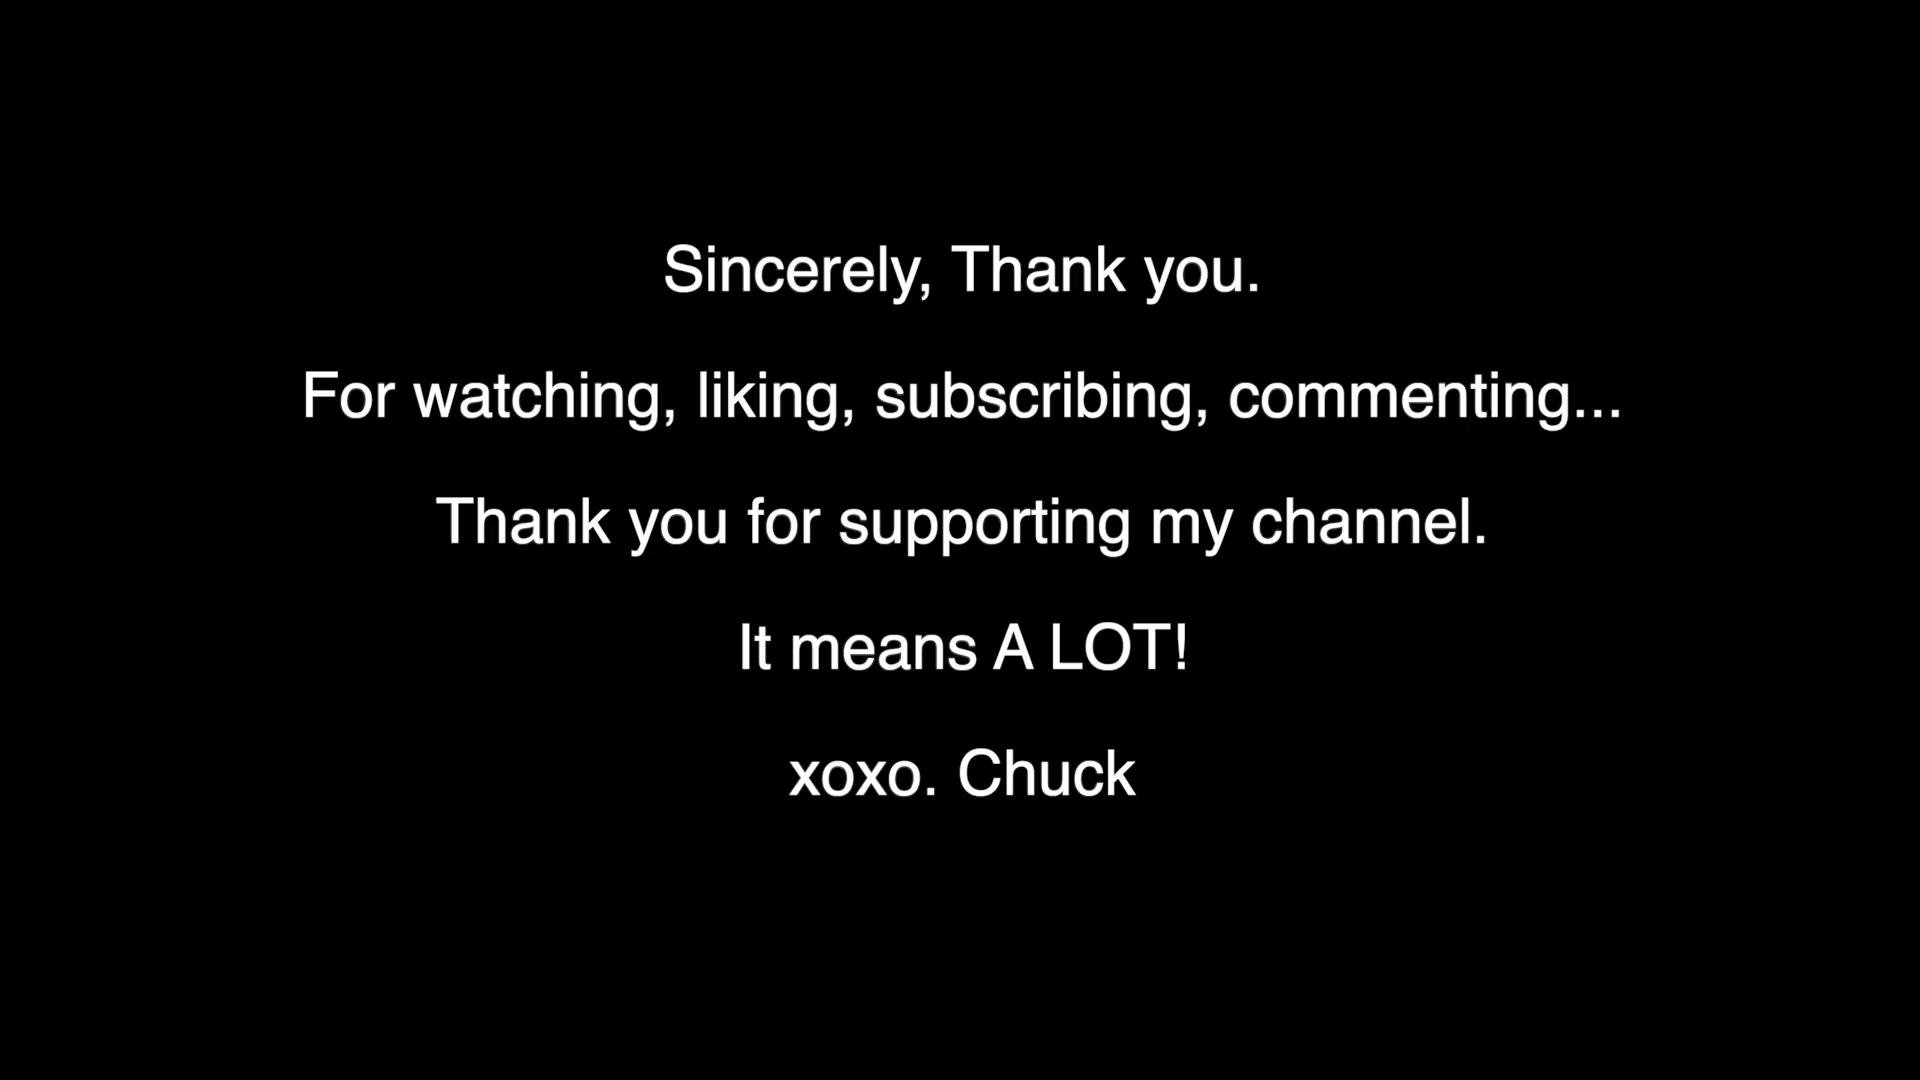 Sincerely, Thank you.
For watching, liking, subscribing, commenting...
Thank you for supporting my channel.
It means A LOT!
xoxo. Chuck